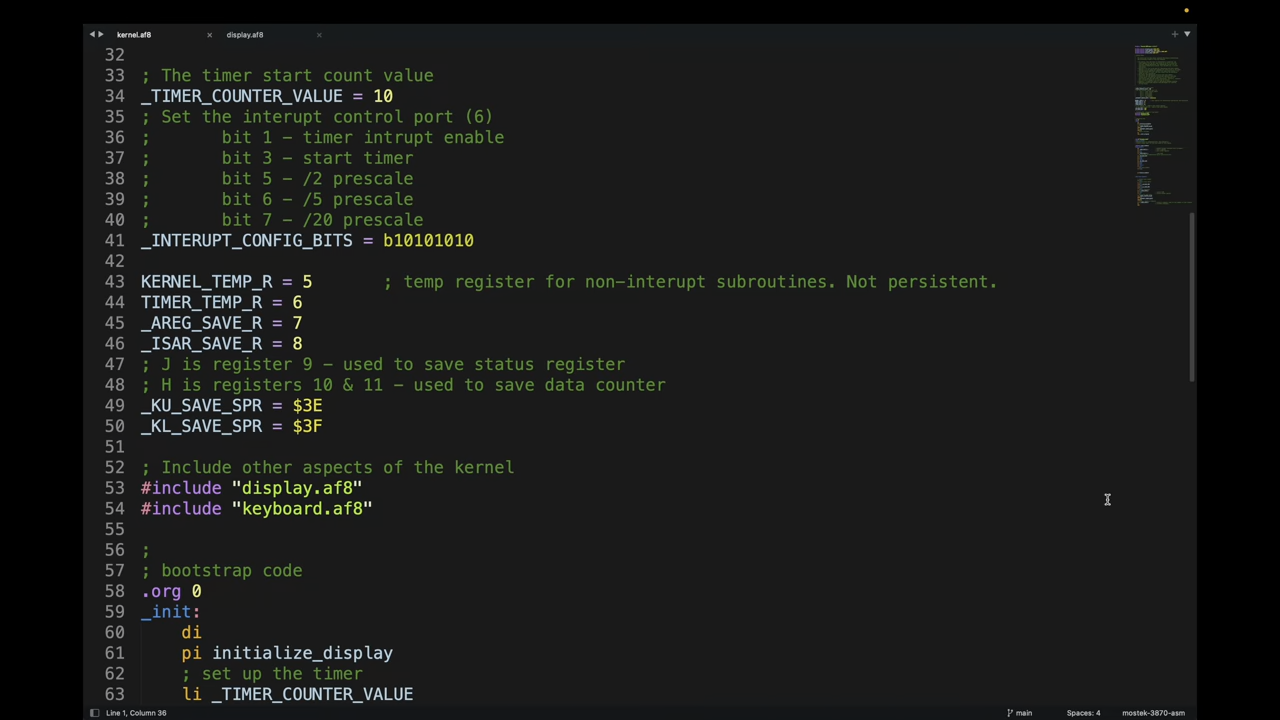 kernel.af8 × display.af8 ×
32
33 ; The timer start count value
34 _TIMER_COUNTER_VALUE = 10
35 ; Set the interupt control port (6)
36 ;       bit 1 - timer intrupt enable
37 ;       bit 3 - start timer
38 ;       bit 5 - /2 prescale
39 ;       bit 6 - /5 prescale
40 ;       bit 7 - /20 prescale
41 _INTERUPT_CONFIG_BITS = b10101010
42
43 KERNEL_TEMP_R = 5       ; temp register for non-interupt subroutines. Not persistent.
44 TIMER_TEMP_R = 6
45 _AREG_SAVE_R = 7
46 _ISAR_SAVE_R = 8
47 ; J is register 9 - used to save status register
48 ; H is registers 10 & 11 - used to save data counter
49 _KU_SAVE_SPR = $3E
50 _KL_SAVE_SPR = $3F
51
52 ; Include other aspects of the kernel
53 #include "display.af8"
54 #include "keyboard.af8"
55
56 ;
57 ; bootstrap code
58 .org 0
59 _init:
60     di
61     pi initialize_display
62     ; set up the timer
63     li _TIMER_COUNTER_VALUE
Line 1, Column 36 main Spaces: 4 mostek-3870-asm